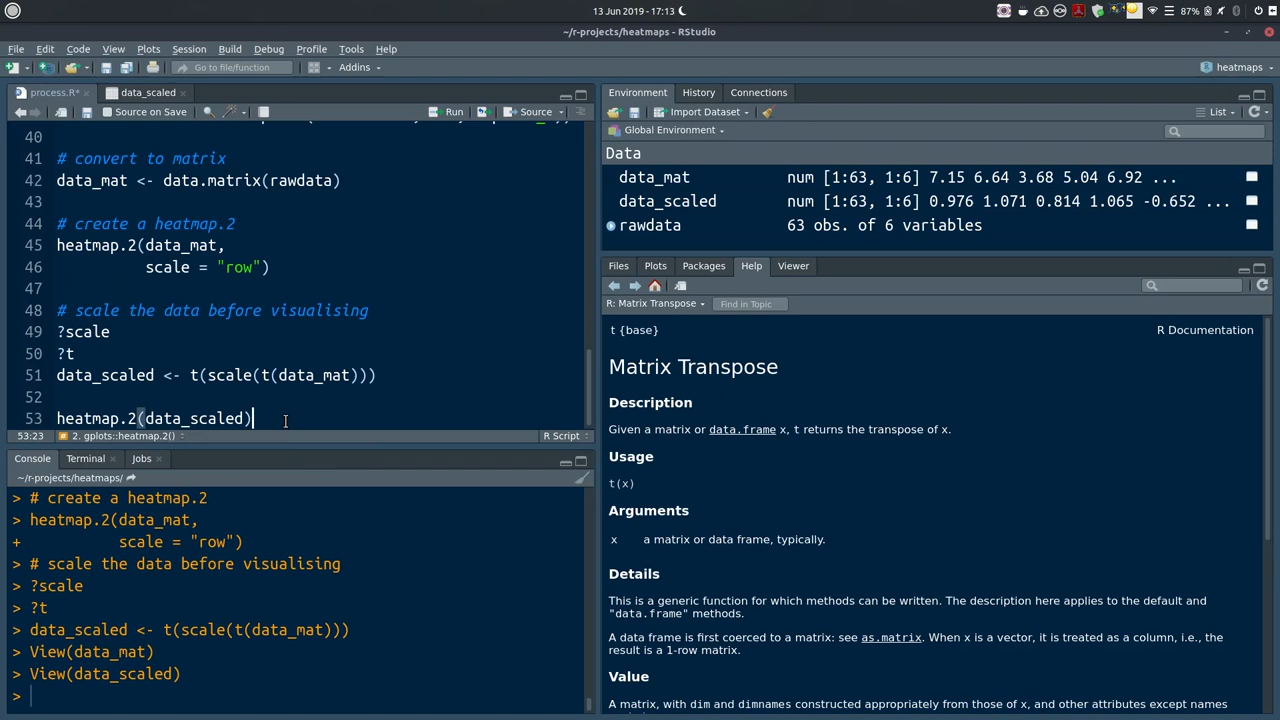 13 Jun 2019 - 17:13
87%
~/r-projects/heatmaps - RStudio
File Edit Code View Plots Session Build Debug Profile Tools Help
Go to file/function
Addins
heatmaps
process.R* data_scaled
Source on Save
Run
Source
40
41 # convert to matrix
42 data_mat <- data.matrix(rawdata)
43
44 # create a heatmap.2
45 heatmap.2(data_mat,
46 scale = "row")
47
48 # scale the data before visualising
49 ?scale
50 ?t
51 data_scaled <- t(scale(t(data_mat)))
52
53 heatmap.2(data_scaled)
53:23 2. gplots::heatmap.2() R Script
Console Terminal Jobs
~/r-projects/heatmaps/
> # create a heatmap.2
> heatmap.2(data_mat,
+ scale = "row")
> # scale the data before visualising
> ?scale
> ?t
> data_scaled <- t(scale(t(data_mat)))
> View(data_mat)
> View(data_scaled)
>
Environment History Connections
Import Dataset
List
Global Environment
Data
data_mat num [1:63, 1:6] 7.15 6.64 3.68 5.04 6.92 ...
data_scaled num [1:63, 1:6] 0.976 1.071 0.814 1.065 -0.652 ...
rawdata 63 obs. of 6 variables
Files Plots Packages Help Viewer
R: Matrix Transpose
Find in Topic
t {base} R Documentation
Matrix Transpose
Description
Given a matrix or data.frame x, t returns the transpose of x.
Usage
t(x)
Arguments
x a matrix or data frame, typically.
Details
This is a generic function for which methods can be written. The description here applies to the default and
"data.frame" methods.
A data frame is first coerced to a matrix: see as.matrix. When x is a vector, it is treated as a column, i.e., the
result is a 1-row matrix.
Value
A matrix, with dim and dimnames constructed appropriately from those of x, and other attributes except names